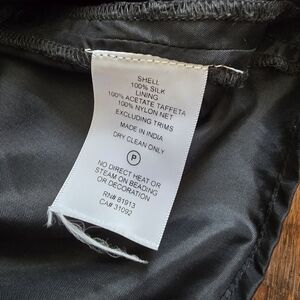 SHELL
100% SILK
LINING
100% ACETATE TAFFETA
100% NYLON NET
EXCLUDING TRIMS
MADE IN INDIA
DRY CLEAN ONLY
P
NO DIRECT HEAT OR
STEAM ON BEADING
OR DECORATION
RN# 81913
CA# 31092